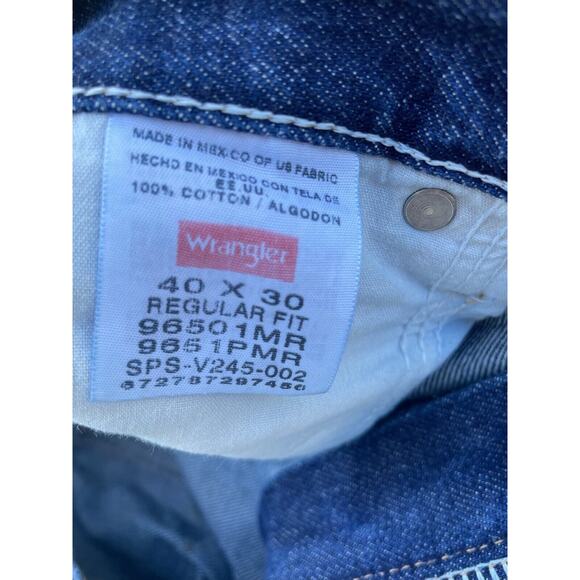 MADE IN MEXICO OF US FABRIC
HECHO EN MEXICO CON TELA DE
EE.UU.
100% COTTON / ALGODON
Wrangler
40 X 30
REGULAR FIT
96501MR
9651PMR
SPS-V245-002